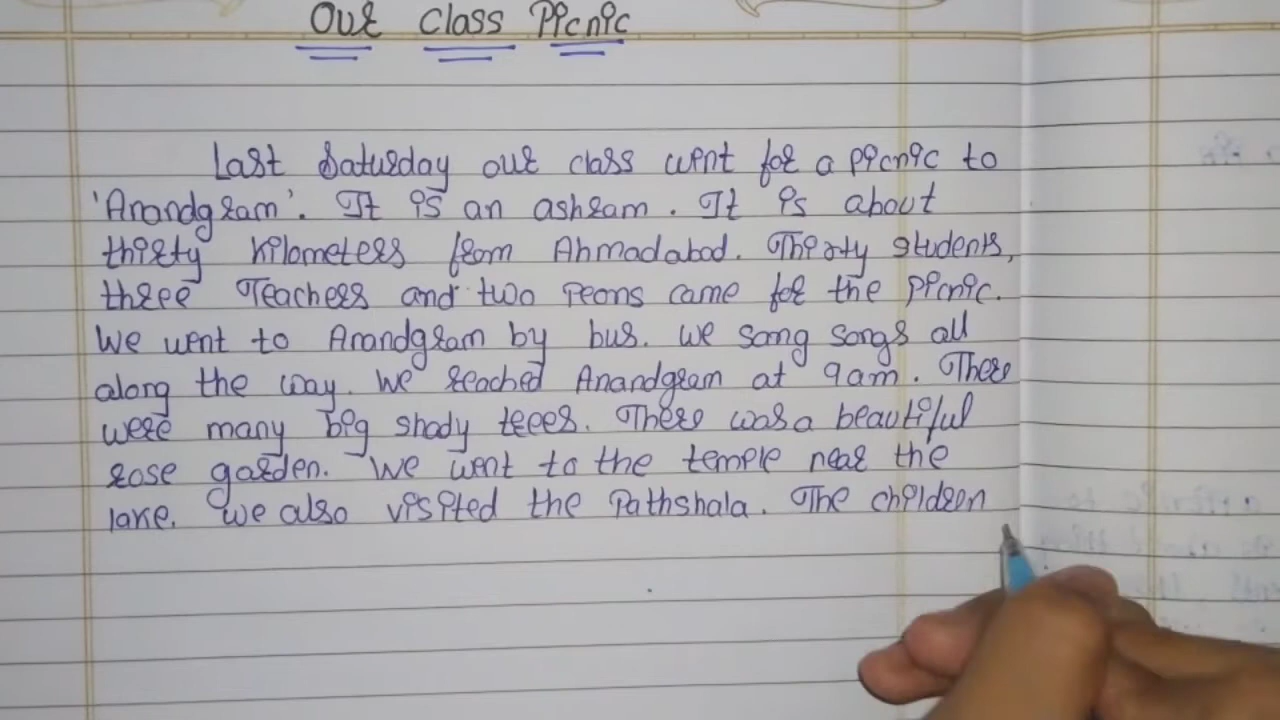 Our Class Picnic
Last Saturday our class went for a picnic to
'Anandgram'. It is an ashram. It is about
thirty kilometers from Ahmadabad. Thirty students,
three Teachers and two Peons came for the picnic.
We went to Anandgram by bus. We sang songs all
along the way. We reached Anandgram at 9am. There
were many big shady trees. There was a beautiful
rose garden. We went to the temple near the
lake. We also visited the Pathshala. The children